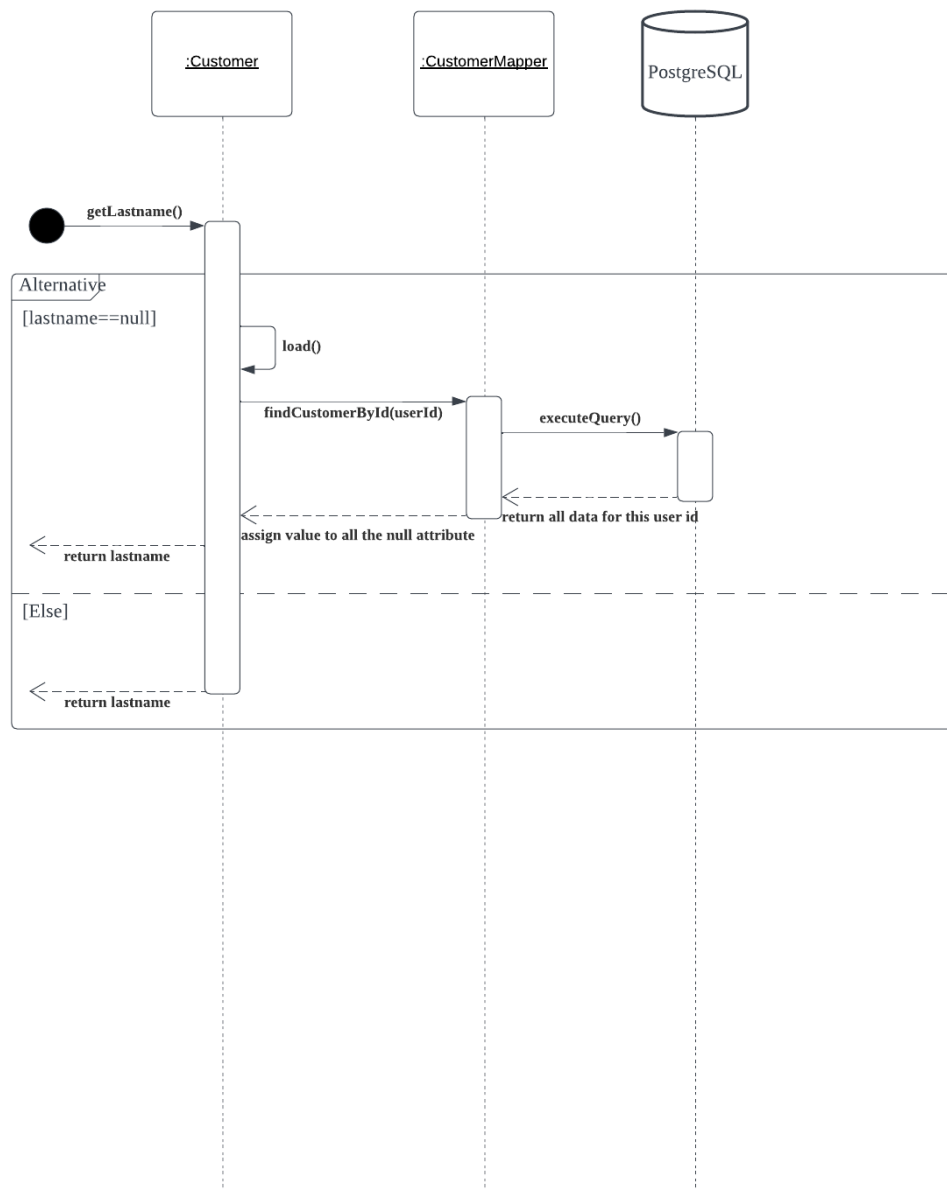 :Customer
:CustomerMapper
PostgreSQL
getLastname()
Alternative
[lastname==null]
load()
findCustomerById(userId)
executeQuery()
return all data for this user id
assign value to all the null attribute
return lastname
[Else]
return lastname